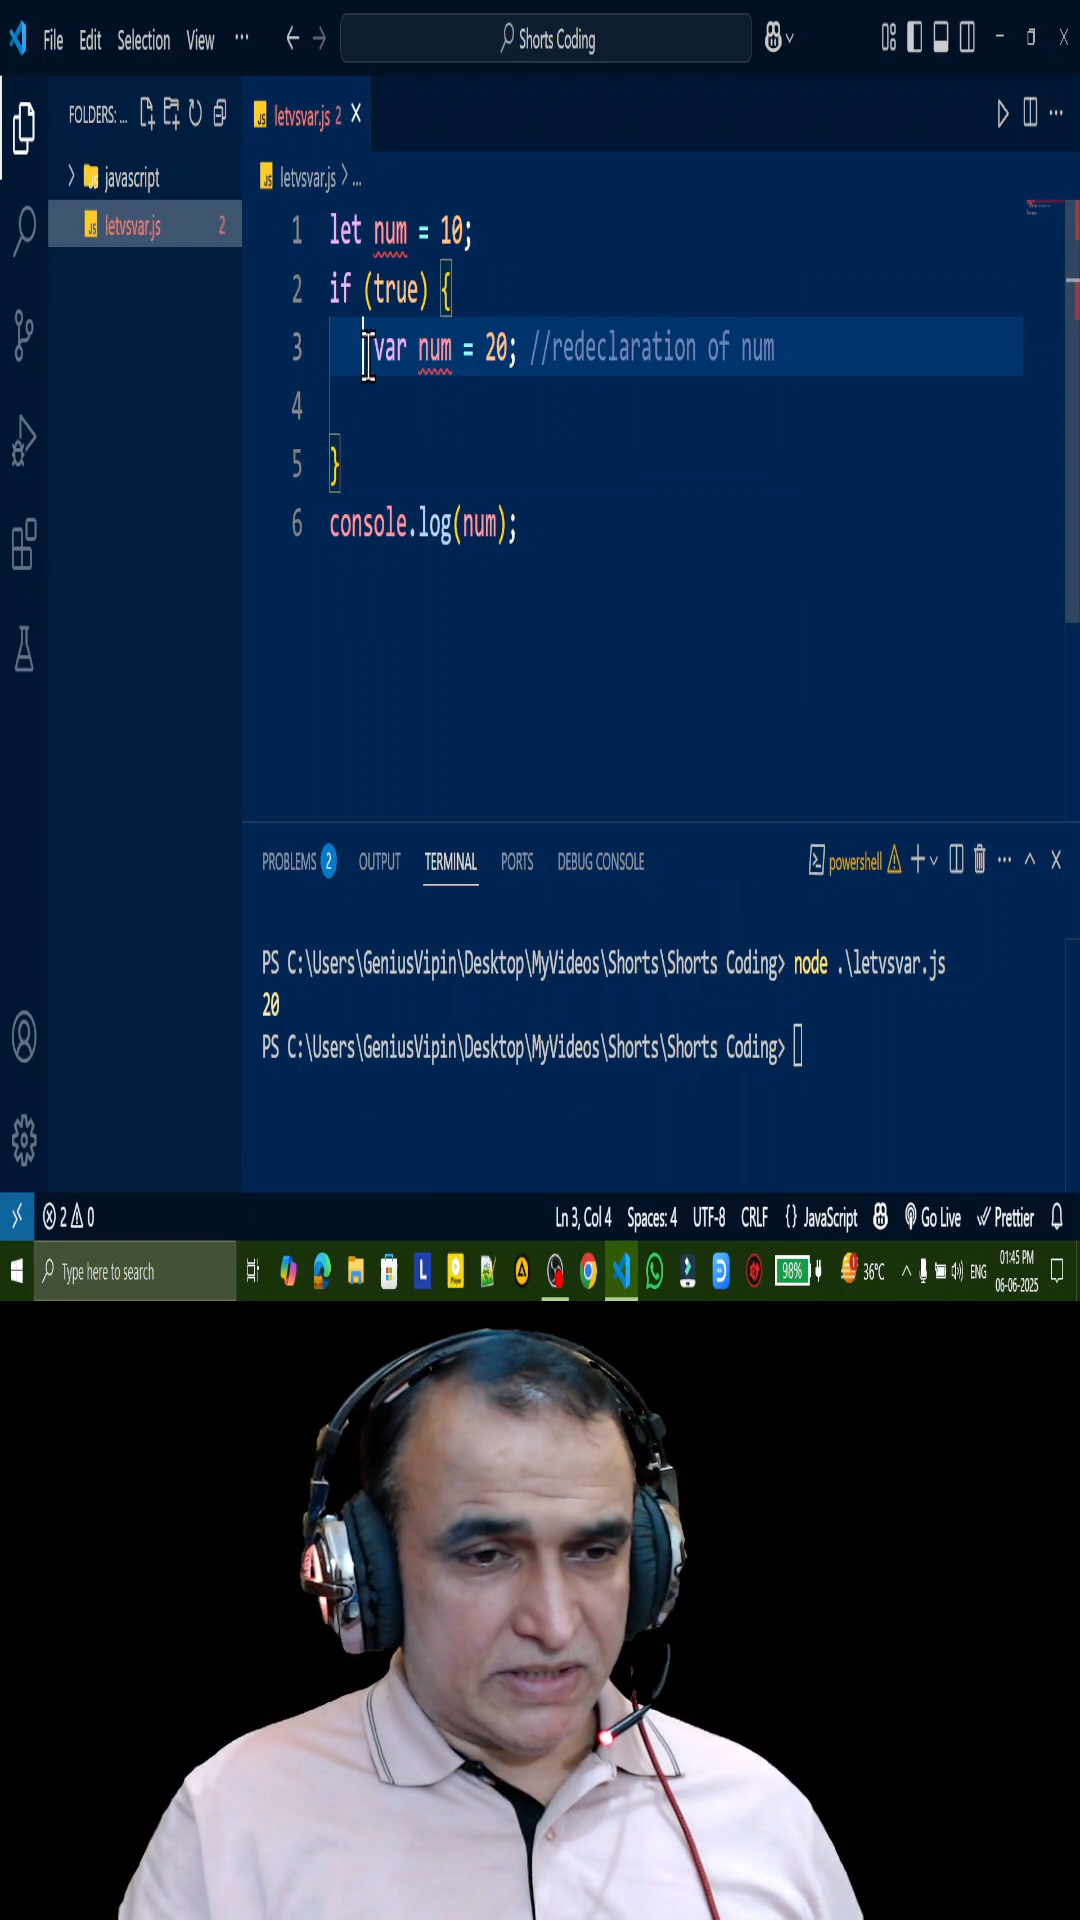 File Edit Selection View ··· Shorts Coding
FOLDERS: ...
letvsvar.js 2
javascript
letvsvar.js > ...
letvsvar.js 2
1 let num = 10;
2 if (true) {
3 var num = 20; //redeclaration of num
4
5 }
6 console.log(num);
PROBLEMS 2 OUTPUT TERMINAL PORTS DEBUG CONSOLE powershell
PS C:\Users\GeniusVipin\Desktop\MyVideos\Shorts\Shorts Coding> node .\letvsvar.js
20
PS C:\Users\GeniusVipin\Desktop\MyVideos\Shorts\Shorts Coding>
2 0 Ln 3, Col 4 Spaces: 4 UTF-8 CRLF {} JavaScript Go Live Prettier
Type here to search 98% 36°C ENG
01:45 PM
06-06-2025